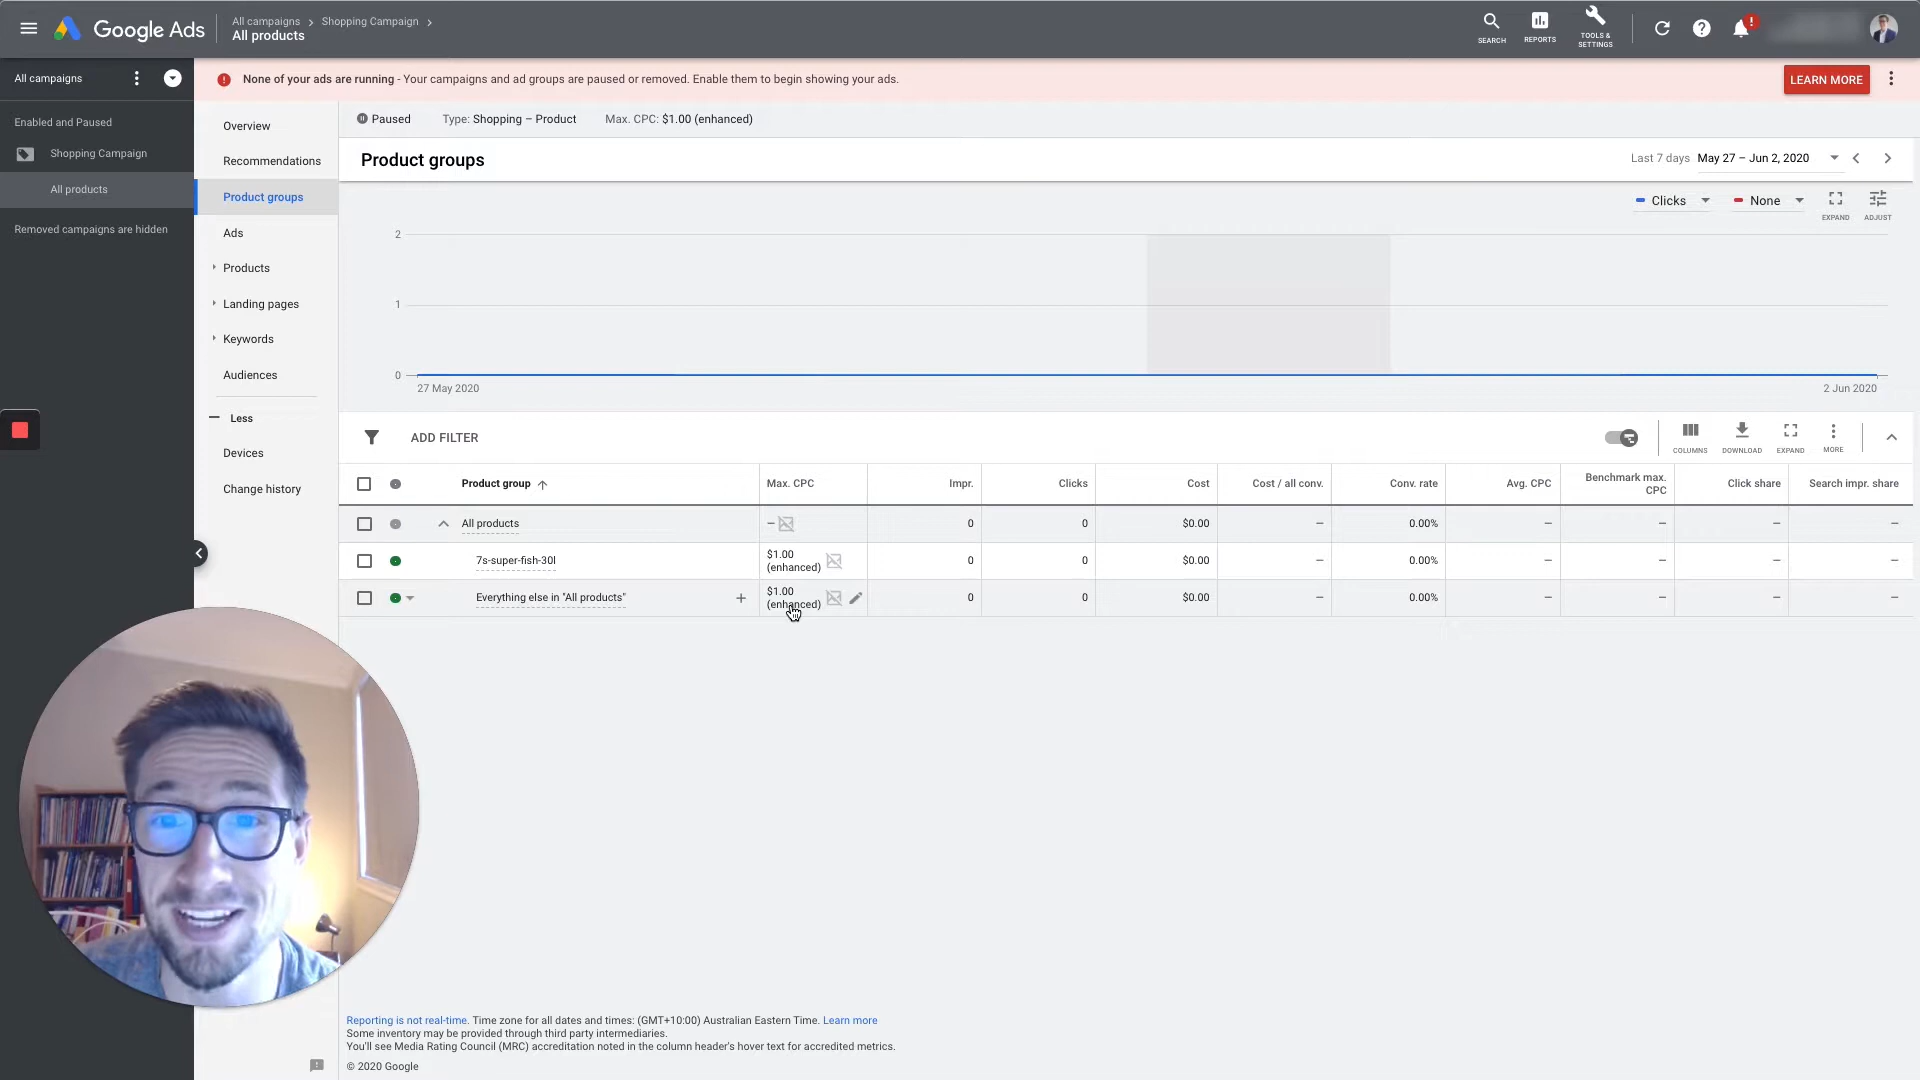 Google Ads
All campaigns > Shopping Campaign >
All products
SEARCH
REPORTS
TOOLS &
SETTINGS
!
All campaigns
None of your ads are running - Your campaigns and ad groups are paused or removed. Enable them to begin showing your ads.
LEARN MORE
Enabled and Paused
Shopping Campaign
All products
Removed campaigns are hidden
Overview
Recommendations
Product groups
Ads
Products
Landing pages
Keywords
Audiences
Less
Devices
Change history
Paused Type: Shopping – Product Max. CPC: $1.00 (enhanced)
Product groups
Last 7 days May 27 – Jun 2, 2020
Clicks None
EXPAND ADJUST
2
1
0
27 May 2020 2 Jun 2020
ADD FILTER
COLUMNS DOWNLOAD EXPAND MORE
Product group Max. CPC Impr. Clicks Cost Cost / all conv. Conv. rate Avg. CPC Benchmark max. CPC Click share Search impr. share
All products – 0 0 $0.00 – 0.00% – – – –
7s-super-fish-30l $1.00 (enhanced) 0 0 $0.00 – 0.00% – – – –
Everything else in "All products" + $1.00 (enhanced) 0 0 $0.00 – 0.00% – – – –
Reporting is not real-time. Time zone for all dates and times: (GMT+10:00) Australian Eastern Time. Learn more
Some inventory may be provided through third party intermediaries.
You'll see Media Rating Council (MRC) accreditation noted in the column header's hover text for accredited metrics.
© 2020 Google